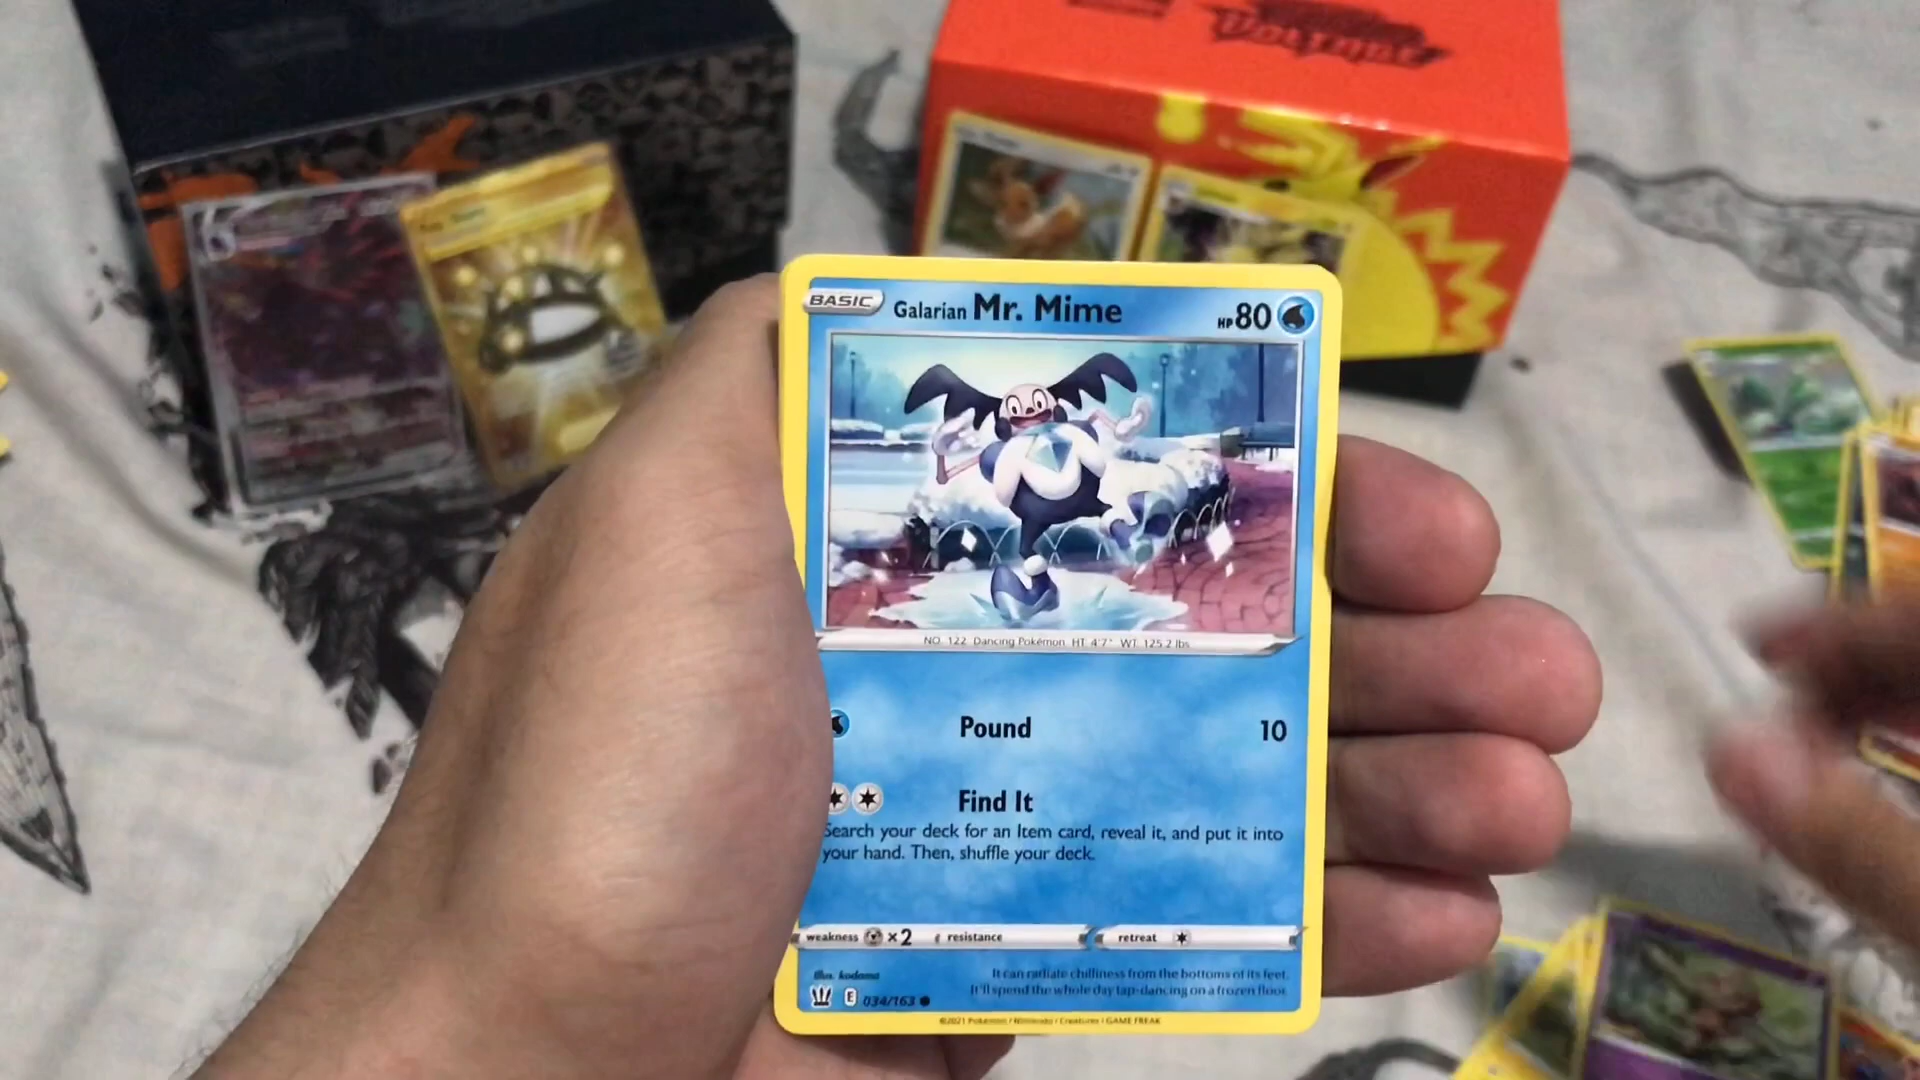 BASIC Galarian Mr. Mime HP 80
NO. 122 Dancing Pokémon HT: 4'7" WT: 125.2 lbs
Pound 10
Find It
Search your deck for an Item card, reveal it, and put it into
your hand. Then, shuffle your deck.
weakness ×2 resistance retreat
Illus. kodama
It can radiate chilliness from the bottoms of its feet.
It'll spend the whole day tap-dancing on a frozen floor.
E 034/163
©2021 Pokémon / Nintendo / Creatures / GAME FREAK